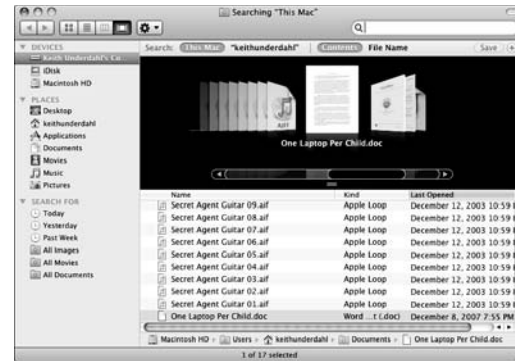 Searching "This Mac"
DEVICES
Keith Underdahl's Co...
iDisk
Macintosh HD
PLACES
Desktop
keithunderdahl
Applications
Documents
Movies
Music
Pictures
SEARCH FOR
Today
Yesterday
Past Week
All Images
All Movies
All Documents
Search: This Mac "keithunderdahl" Contents File Name Save
AIFF
One Laptop Per Child.doc
Name Kind Last Opened
Secret Agent Guitar 09.aif Apple Loop December 12, 2003 10:59
Secret Agent Guitar 08.aif Apple Loop December 12, 2003 10:59
Secret Agent Guitar 07.aif Apple Loop December 12, 2003 10:59
Secret Agent Guitar 06.aif Apple Loop December 12, 2003 10:59
Secret Agent Guitar 05.aif Apple Loop December 12, 2003 10:59
Secret Agent Guitar 04.aif Apple Loop December 12, 2003 10:59
Secret Agent Guitar 03.aif Apple Loop December 12, 2003 10:59
Secret Agent Guitar 02.aif Apple Loop December 12, 2003 10:59
Secret Agent Guitar 01.aif Apple Loop December 12, 2003 10:59
One Laptop Per Child.doc Word ...t (.doc) December 8, 2007 7:55 PM
Macintosh HD Users keithunderdahl Documents One Laptop Per Child.doc
1 of 17 selected